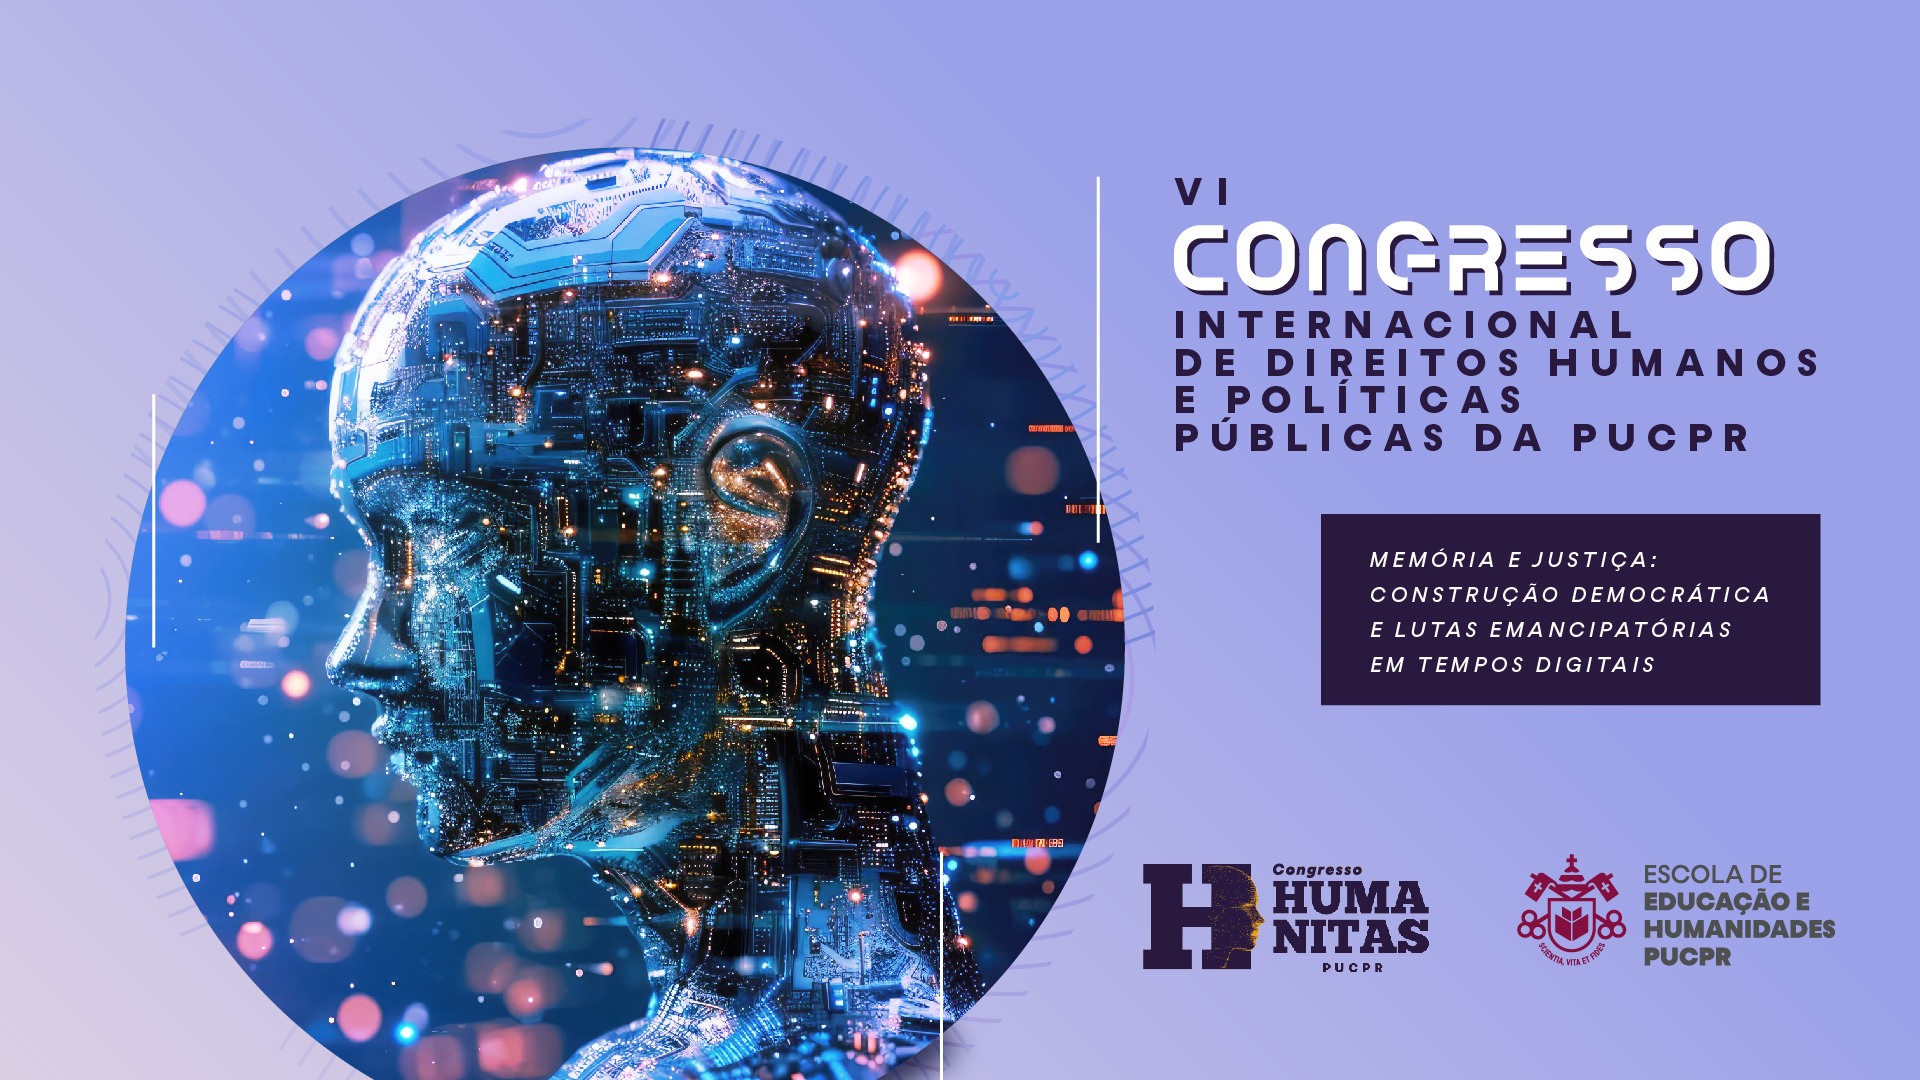 VI
CONGRESSO
INTERNACIONAL
DE DIREITOS HUMANOS
E POLÍTICAS
PÚBLICAS DA PUCPR
MEMÓRIA E JUSTIÇA:
CONSTRUÇÃO DEMOCRÁTICA
E LUTAS EMANCIPATÓRIAS
EM TEMPOS DIGITAIS
H
Congresso
HUMA
NITAS
PUCPR
SCIENTIA, VITA ET FIDES
ESCOLA DE
EDUCAÇÃO E
HUMANIDADES
PUCPR